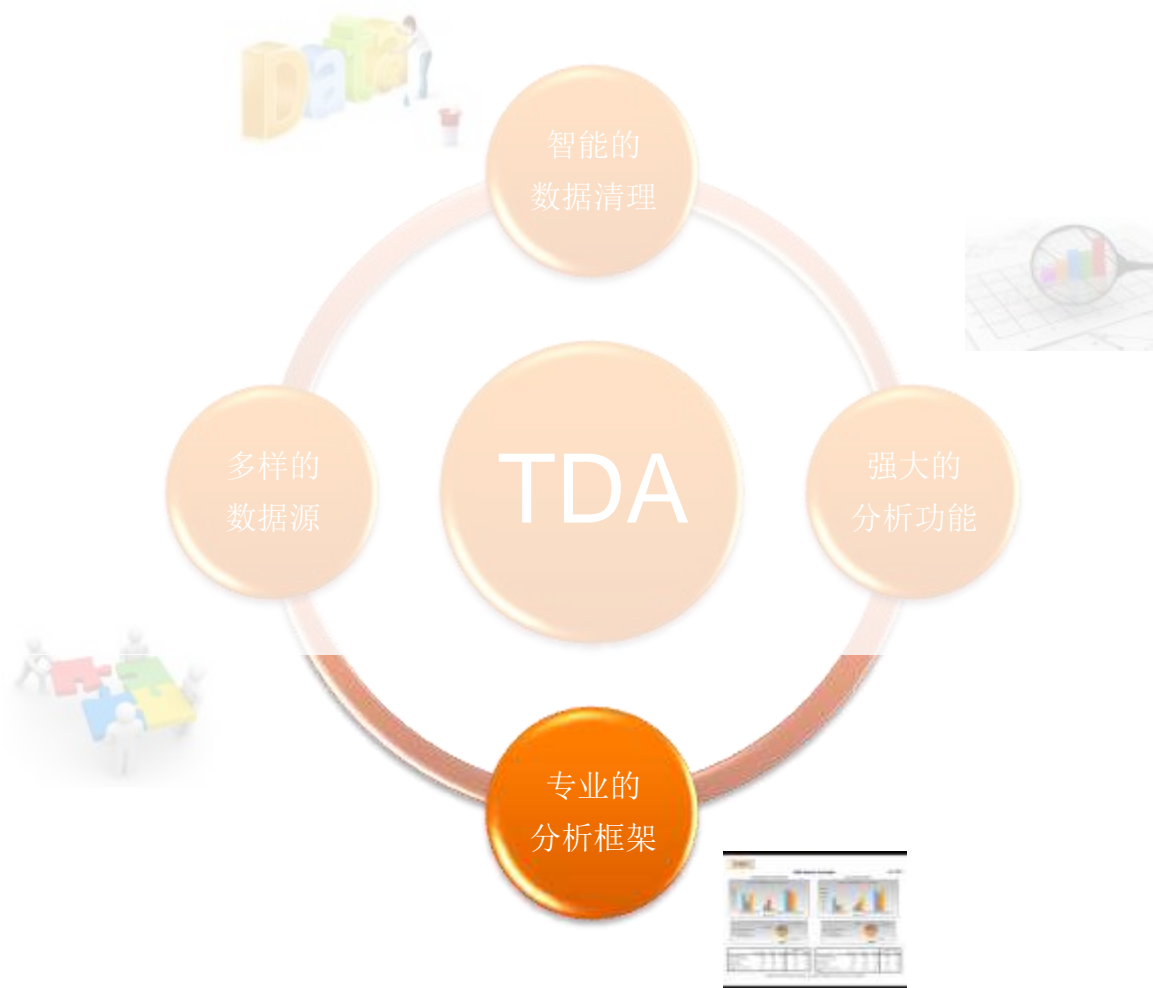 Data
智能的
数据清理
多样的
数据源
TDA
强大的
分析功能
专业的
分析框架